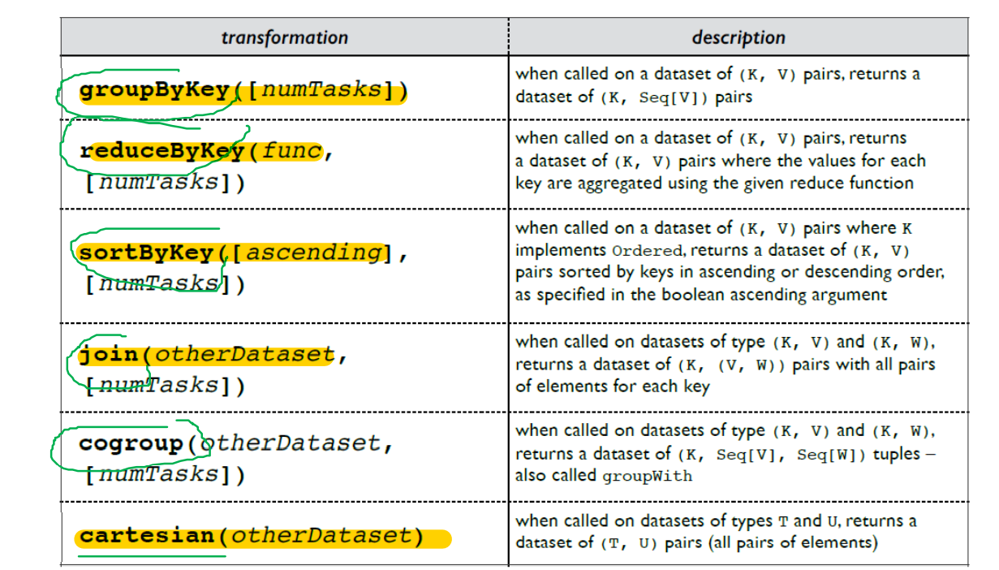 transformation
description
groupByKey([numTasks])
when called on a dataset of (K, V) pairs, returns a
dataset of (K, Seq[V]) pairs
reduceByKey(func,
[numTasks])
when called on a dataset of (K, V) pairs, returns
a dataset of (K, V) pairs where the values for each
key are aggregated using the given reduce function
sortByKey([ascending],
[numTasks])
when called on a dataset of (K, V) pairs where K
implements Ordered, returns a dataset of (K, V)
pairs sorted by keys in ascending or descending order,
as specified in the boolean ascending argument
join(otherDataset,
[numTasks])
when called on datasets of type (K, V) and (K, W),
returns a dataset of (K, (V, W)) pairs with all pairs
of elements for each key
cogroup(otherDataset,
[numTasks])
when called on datasets of type (K, V) and (K, W),
returns a dataset of (K, Seq[V], Seq[W]) tuples –
also called groupWith
cartesian(otherDataset)
when called on datasets of types T and U, returns a
dataset of (T, U) pairs (all pairs of elements)